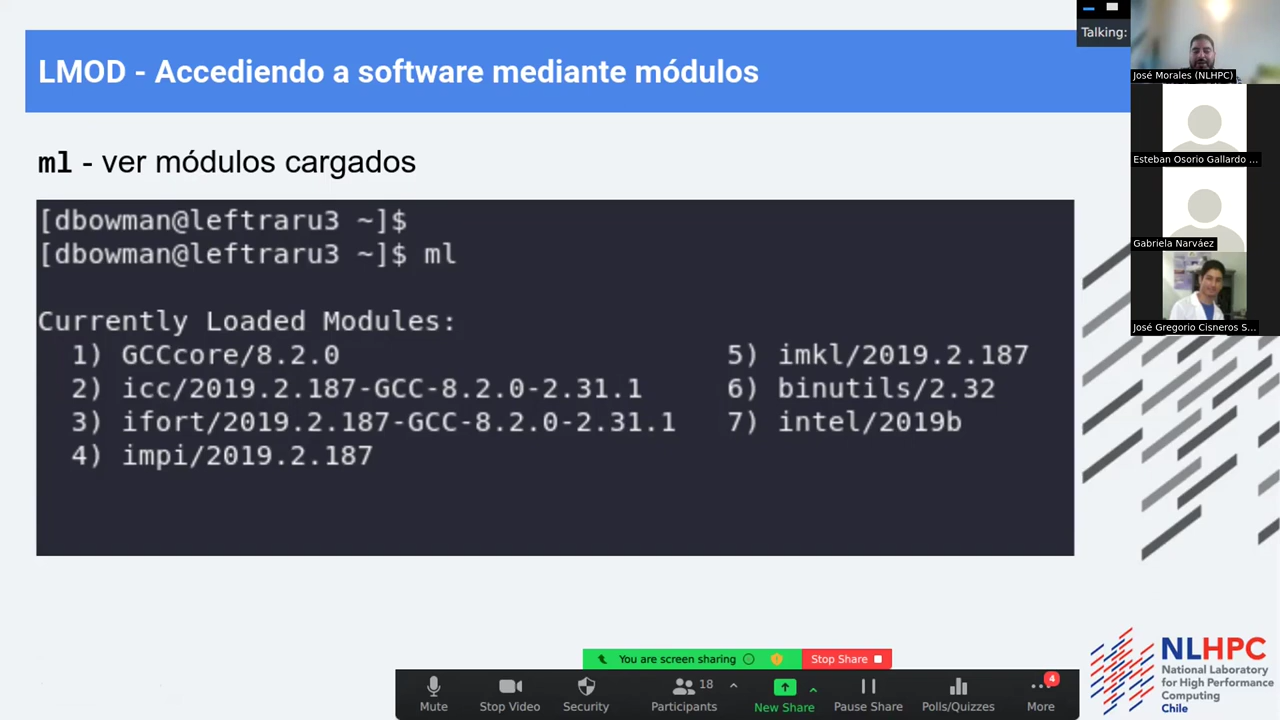 LMOD - Accediendo a software mediante módulos
ml - ver módulos cargados
[dbowman@leftraru3 ~]$
[dbowman@leftraru3 ~]$ ml
Currently Loaded Modules:
1) GCCcore/8.2.0
2) icc/2019.2.187-GCC-8.2.0-2.31.1
3) ifort/2019.2.187-GCC-8.2.0-2.31.1
4) impi/2019.2.187
5) imkl/2019.2.187
6) binutils/2.32
7) intel/2019b
Talking:
José Morales (NLHPC)
Esteban Osorio Gallardo ...
Gabriela Narváez
José Gregorio Cisneros S...
You are screen sharing
Stop Share
Mute
Stop Video
Security
Participants
18
New Share
Pause Share
Polls/Quizzes
More
4
NLHPC
National Laboratory
for High Performance
Computing
Chile